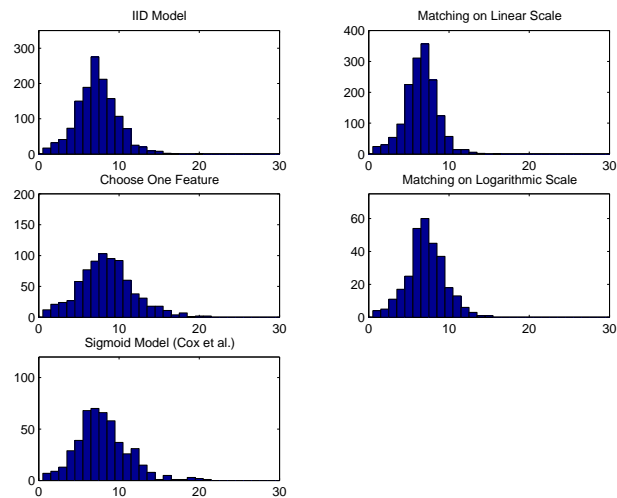 IID Model
300
200
100
0
0 10 20 30
Matching on Linear Scale
400
300
200
100
0
0 10 20 30
Choose One Feature
200
150
100
50
0
0 10 20 30
Matching on Logarithmic Scale
60
40
20
0
0 10 20 30
Sigmoid Model (Cox et al.)
100
50
0
0 10 20 30